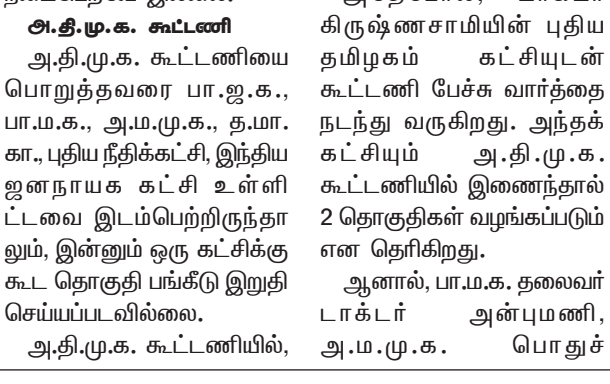 அ.தி.மு.க. கூட்டணி
அ.தி.மு.க. கூட்டணியை
பொறுத்தவரை பா.ஜ.க.,
பா.ம.க., அ.ம.மு.க., த.மா.
கா., புதிய நீதிக்கட்சி, இந்திய
ஜனநாயக கட்சி உள்ளி
ட்டவை இடம்பெற்றிருந்தா
லும், இன்னும் ஒரு கட்சிக்கு
கூட தொகுதி பங்கீடு இறுதி
செய்யப்படவில்லை.
அ.தி.மு.க. கூட்டணியில்,
கிருஷ்ணசாமியின் புதிய
தமிழகம் கட்சியுடன்
கூட்டணி பேச்சு வார்த்தை
நடந்து வருகிறது. அந்தக்
கட்சியும் அ.தி.மு.க.
கூட்டணியில் இணைந்தால்
2 தொகுதிகள் வழங்கப்படும்
என தெரிகிறது.
ஆனால், பா.ம.க. தலைவர்
டாக்டர் அன்புமணி,
அ.ம.மு.க. பொதுச்